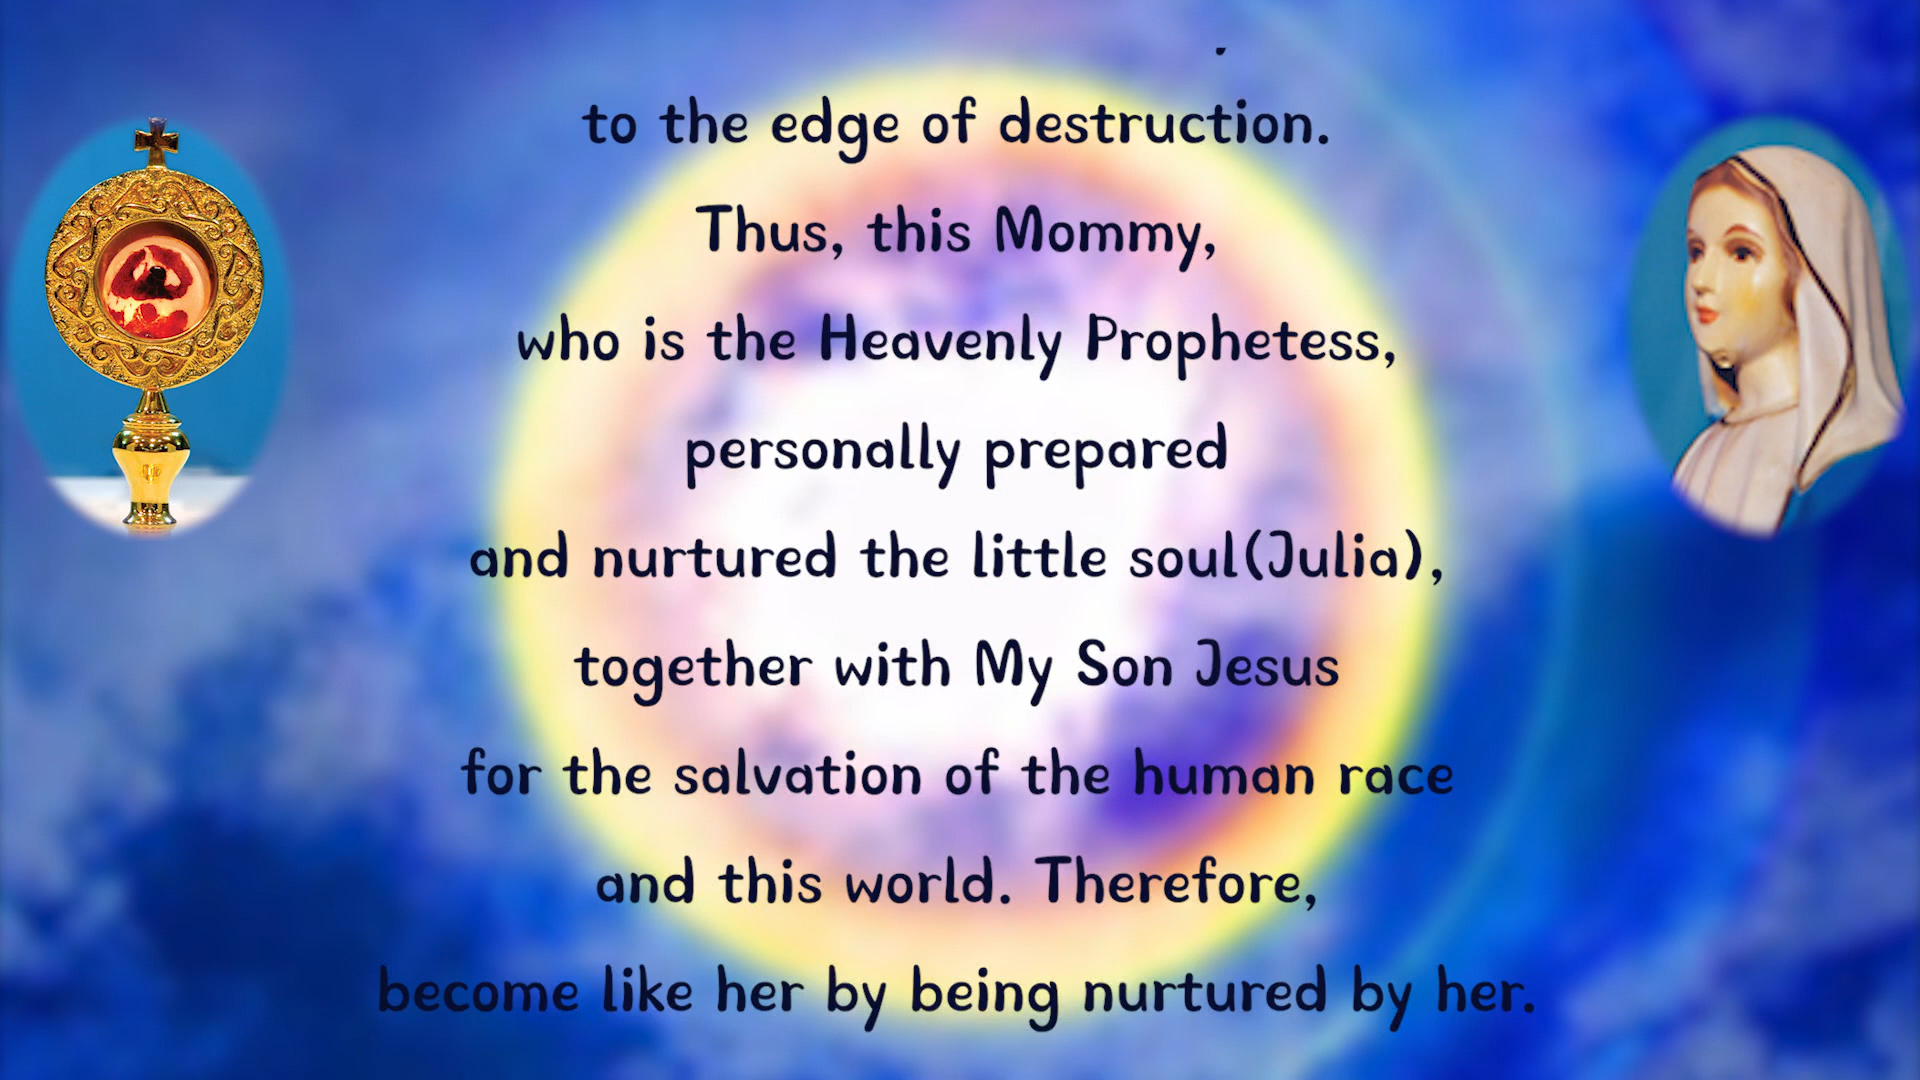 to the edge of destruction.
Thus, this Mommy,
who is the Heavenly Prophetess,
personally prepared
and nurtured the little soul(Julia),
together with My Son Jesus
for the salvation of the human race
and this world. Therefore,
become like her by being nurtured by her.